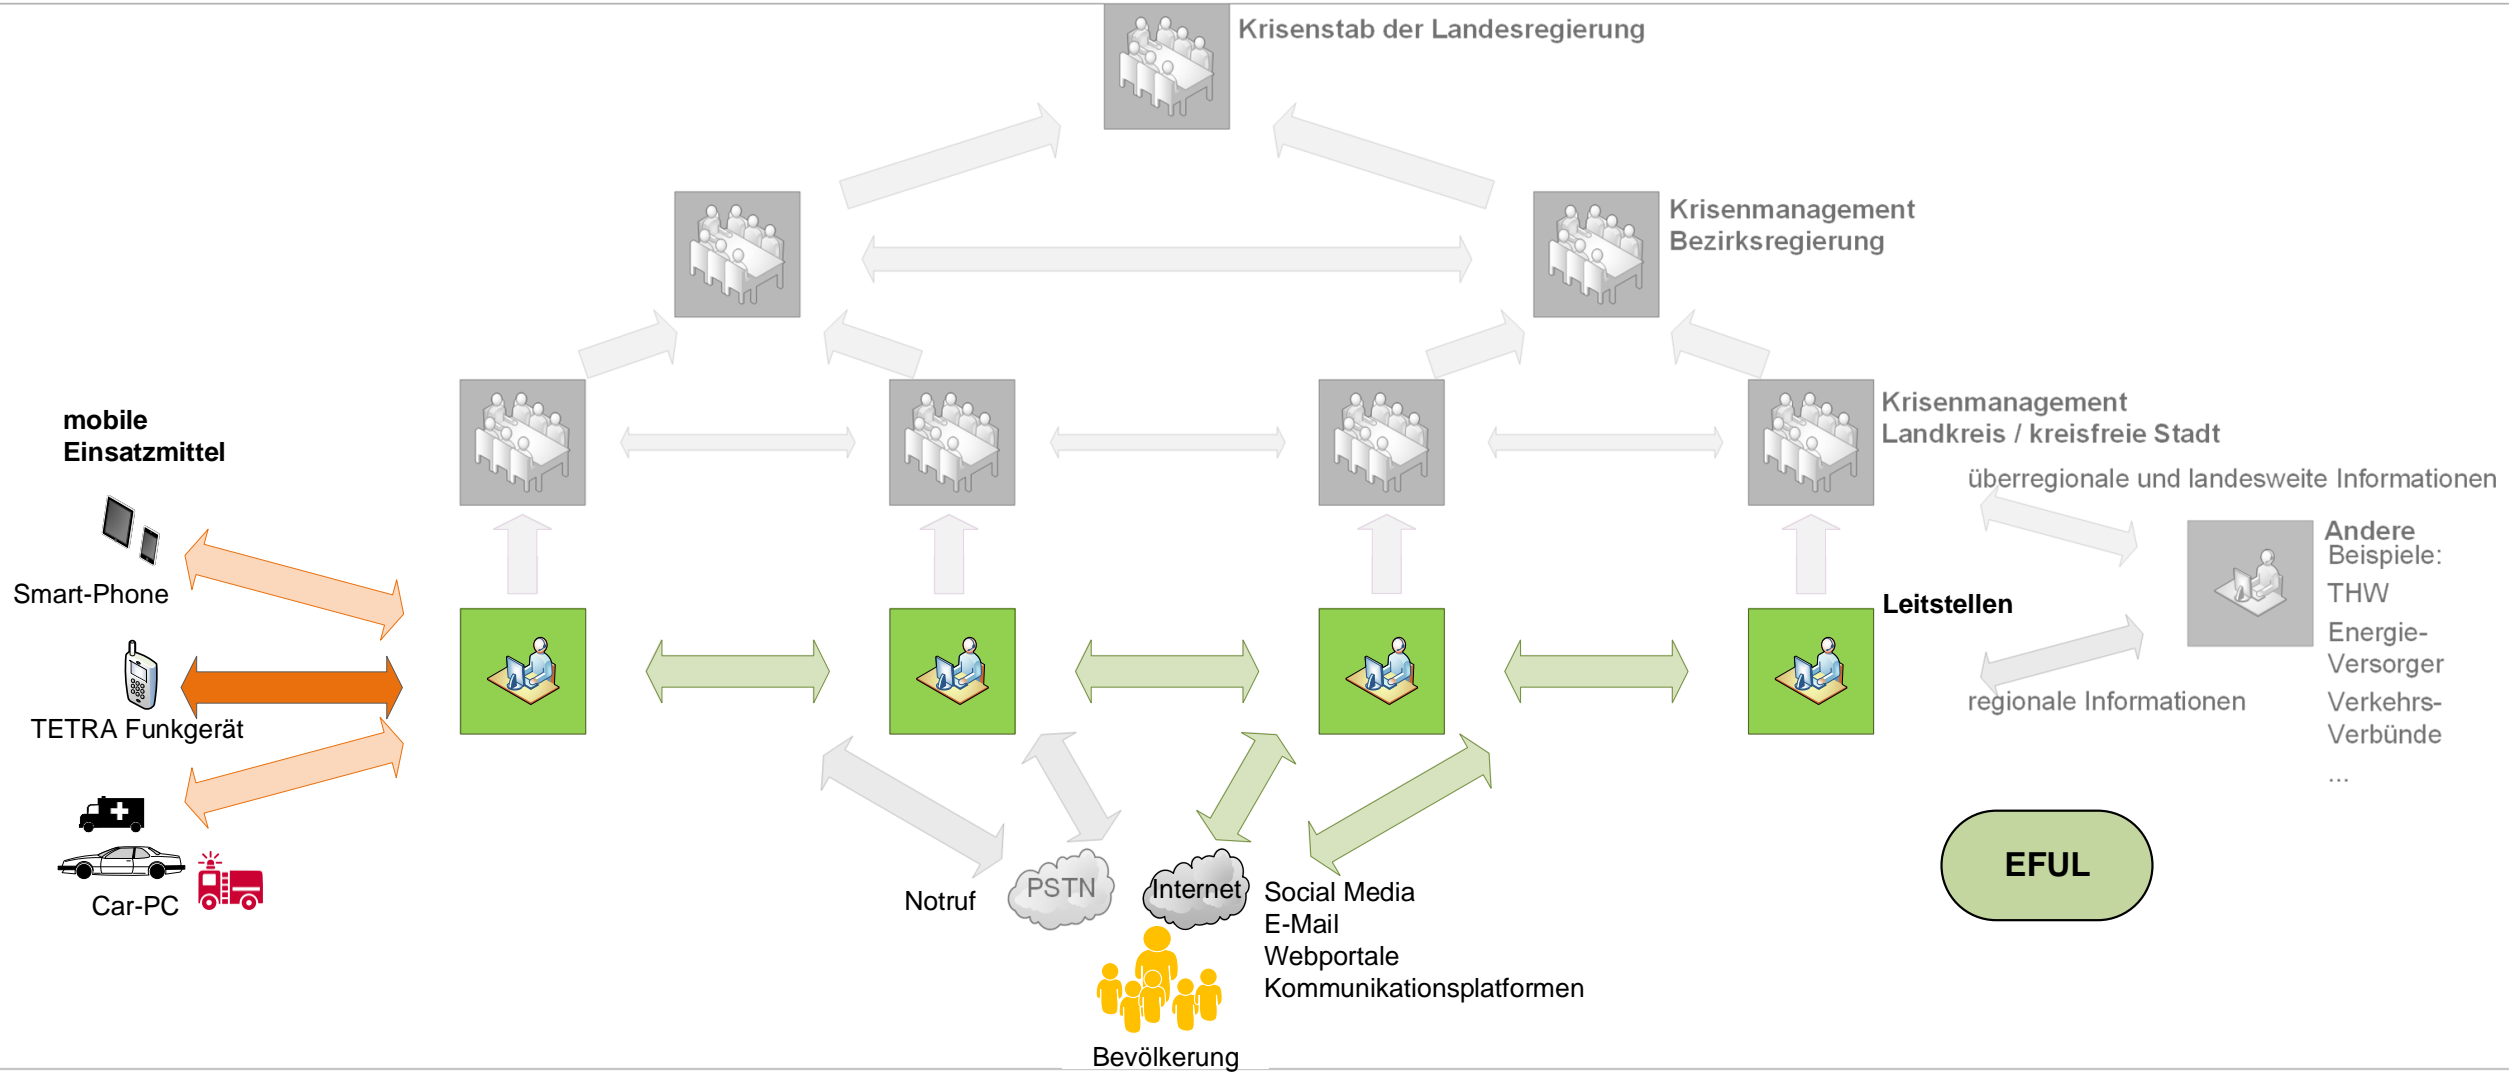 Krisenstab der Landesregierung
Krisenmanagement
Bezirksregierung
mobile
Einsatzmittel
Krisenmanagement
Landkreis / kreisfreie Stadt
überregionale und landesweite Informationen
Smart-Phone
Andere
Beispiele:
THW
Energie-
Versorger
Verkehrs-
Verbünde
...
Leitstellen
regionale Informationen
TETRA Funkgerät
Car-PC
Notruf
PSTN
Internet
Social Media
E-Mail
Webportale
Kommunikationsplatformen
EFUL
Bevölkerung